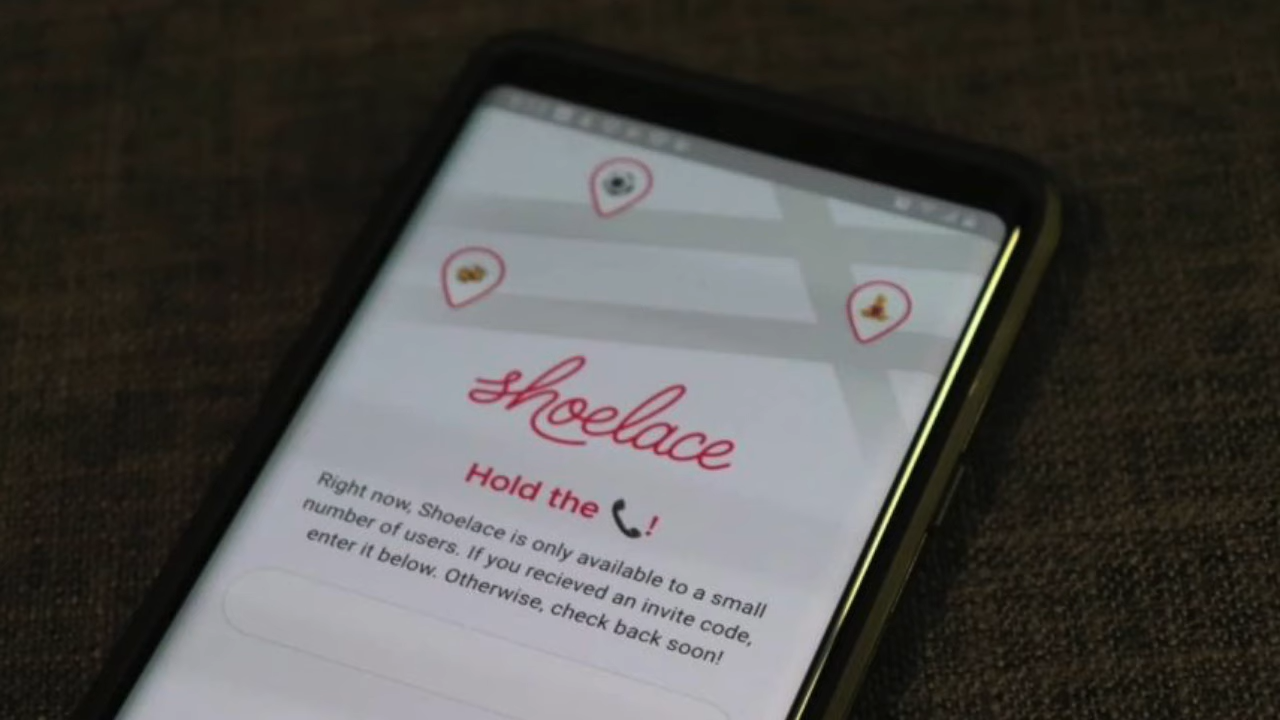 shoelace
Hold the 📞!
Right now, Shoelace is only available to a small
number of users. If you recieved an invite code,
enter it below. Otherwise, check back soon!